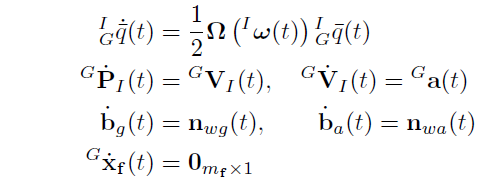 {}^{I}_{G}\dot{\bar{q}}(t) = \frac{1}{2}\boldsymbol{\Omega}\left({}^{I}\boldsymbol{\omega}(t)\right){}^{I}_{G}\bar{q}(t)
{}^{G}\dot{\mathbf{P}}_{I}(t) = {}^{G}\mathbf{V}_{I}(t), \quad {}^{G}\dot{\mathbf{V}}_{I}(t) = {}^{G}\mathbf{a}(t)
\dot{\mathbf{b}}_{g}(t) = \mathbf{n}_{wg}(t), \quad \dot{\mathbf{b}}_{a}(t) = \mathbf{n}_{wa}(t)
{}^{G}\dot{\mathbf{x}}_{\mathbf{f}}(t) = \mathbf{0}_{m_{\mathbf{f}} \times 1}